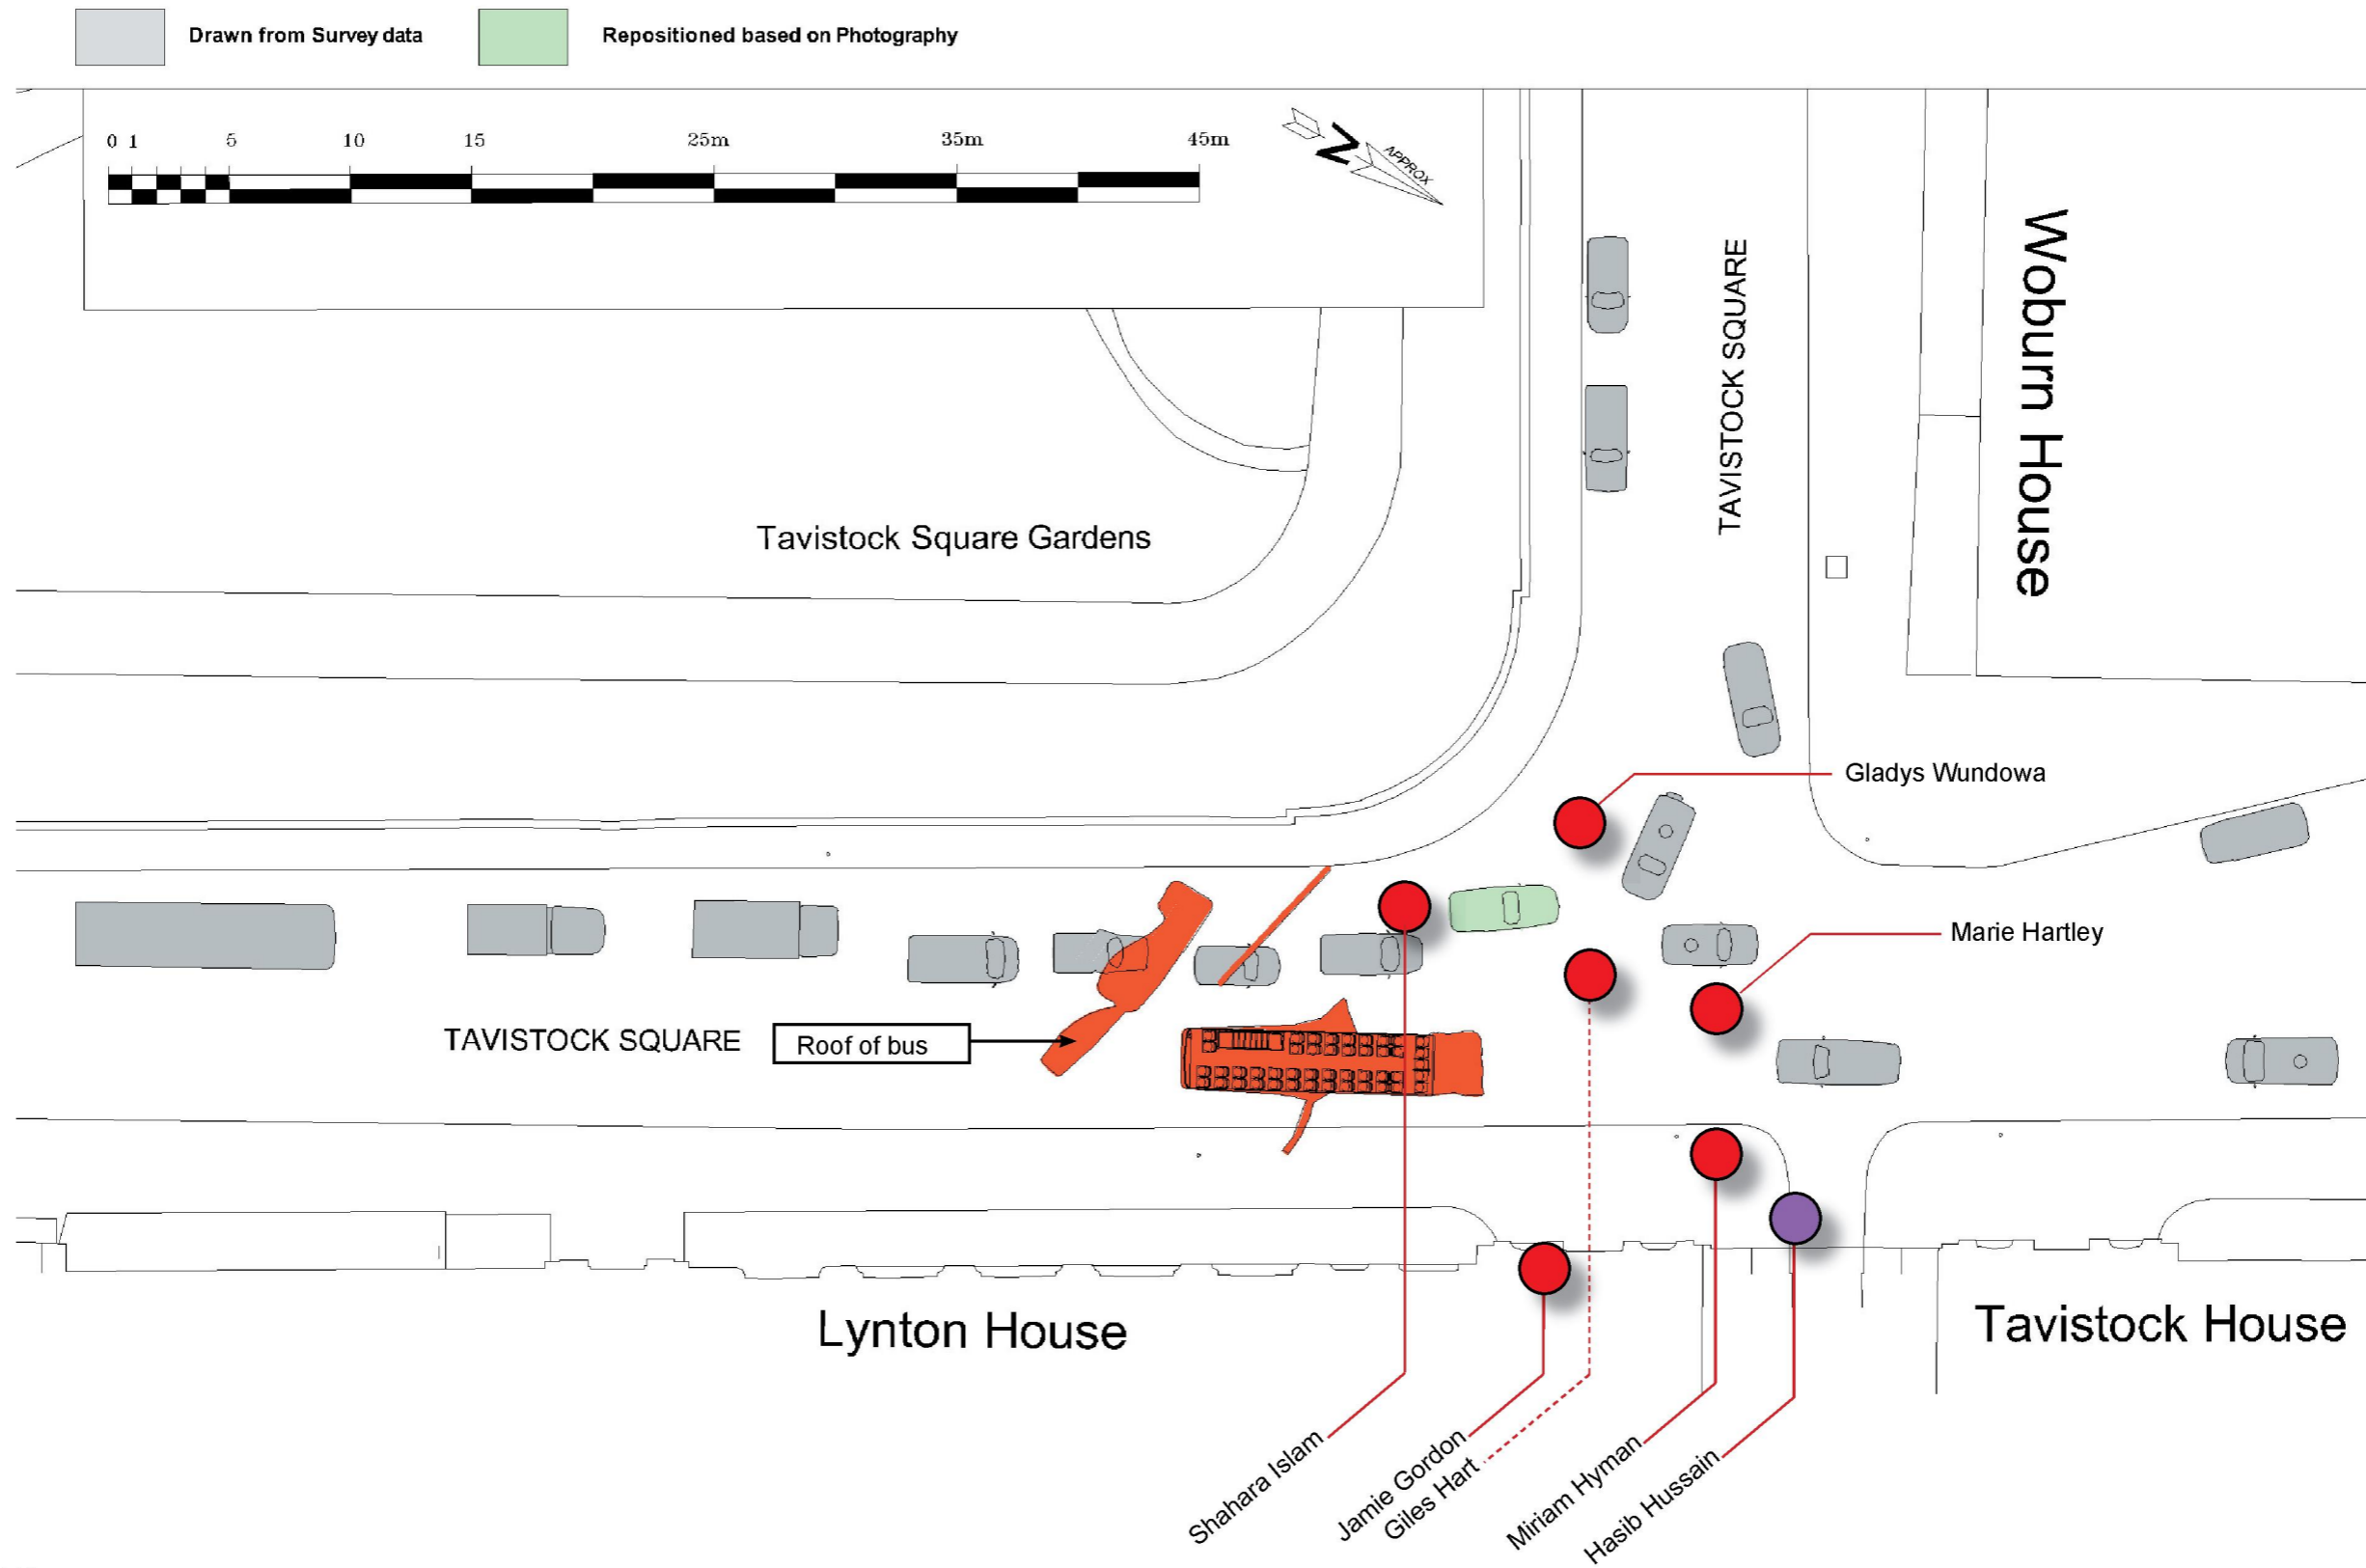 Drawn from Survey data
Repositioned based on Photography
0 1 5 10 15 25m 35m 45m
N
APPROX
TAVISTOCK SQUARE
Woburn House
Tavistock Square Gardens
Gladys Wundowa
Marie Hartley
TAVISTOCK SQUARE
Roof of bus
Lynton House
Tavistock House
Shahara Islam
Jamie Gordon
Giles Hart
Miriam Hyman
Hasib Hussain